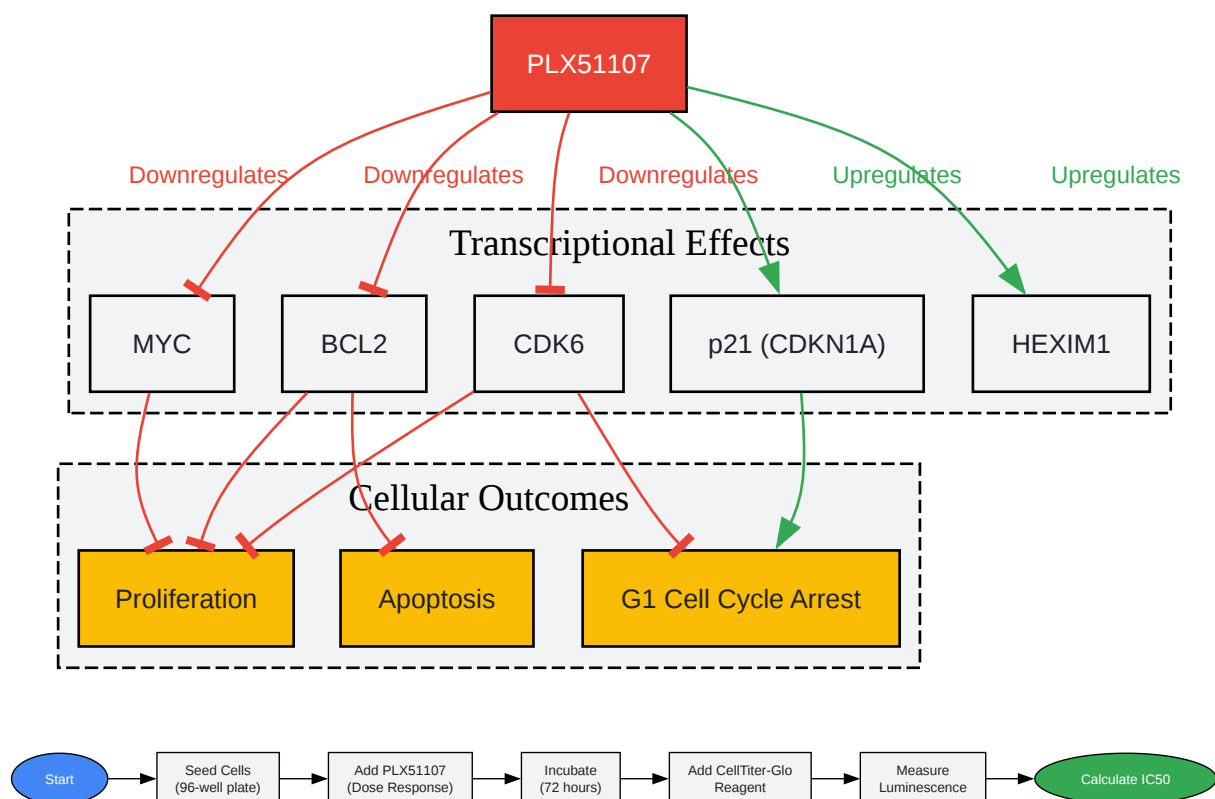 PLX51107
Downregulates Downregulates Downregulates Upregulates Upregulates
Transcriptional Effects
MYC BCL2 CDK6 p21 (CDKN1A) HEXIM1
Cellular Outcomes
Proliferation Apoptosis G1 Cell Cycle Arrest
Start
Seed Cells
(96-well plate)
Add PLX51107
(Dose Response)
Incubate
(72 hours)
Add CellTiter-Glo
Reagent
Measure
Luminescence
Calculate IC50